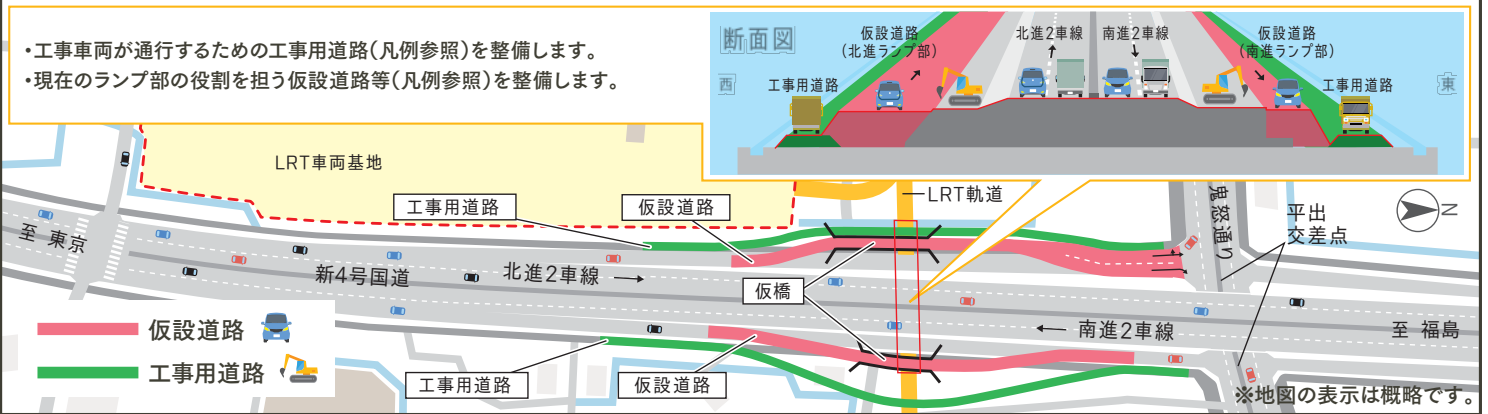 ・工事車両が通行するための工事用道路(凡例参照)を整備します。
・現在のランプ部の役割を担う仮設道路等(凡例参照)を整備します。
断面図
西
東
工事用道路
仮設道路
(北進ランプ部)
北進2車線
南進2車線
仮設道路
(南進ランプ部)
工事用道路
LRT車両基地
工事用道路
仮設道路
LRT軌道
鬼怒通り
平出
交差点
N
至 東京
新4号国道
北進2車線
仮橋
南進2車線
至 福島
仮設道路
工事用道路
工事用道路
仮設道路
※地図の表示は概略です。